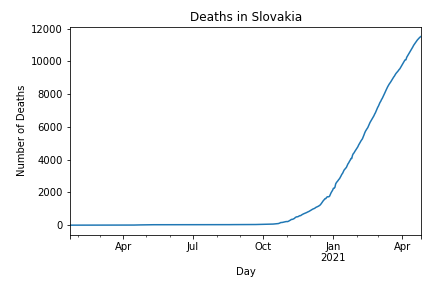 Deaths in Slovakia
12000
10000
8000
6000
4000
2000
0
Number of Deaths
Apr
Jul
Oct
Jan
2021
Apr
Day